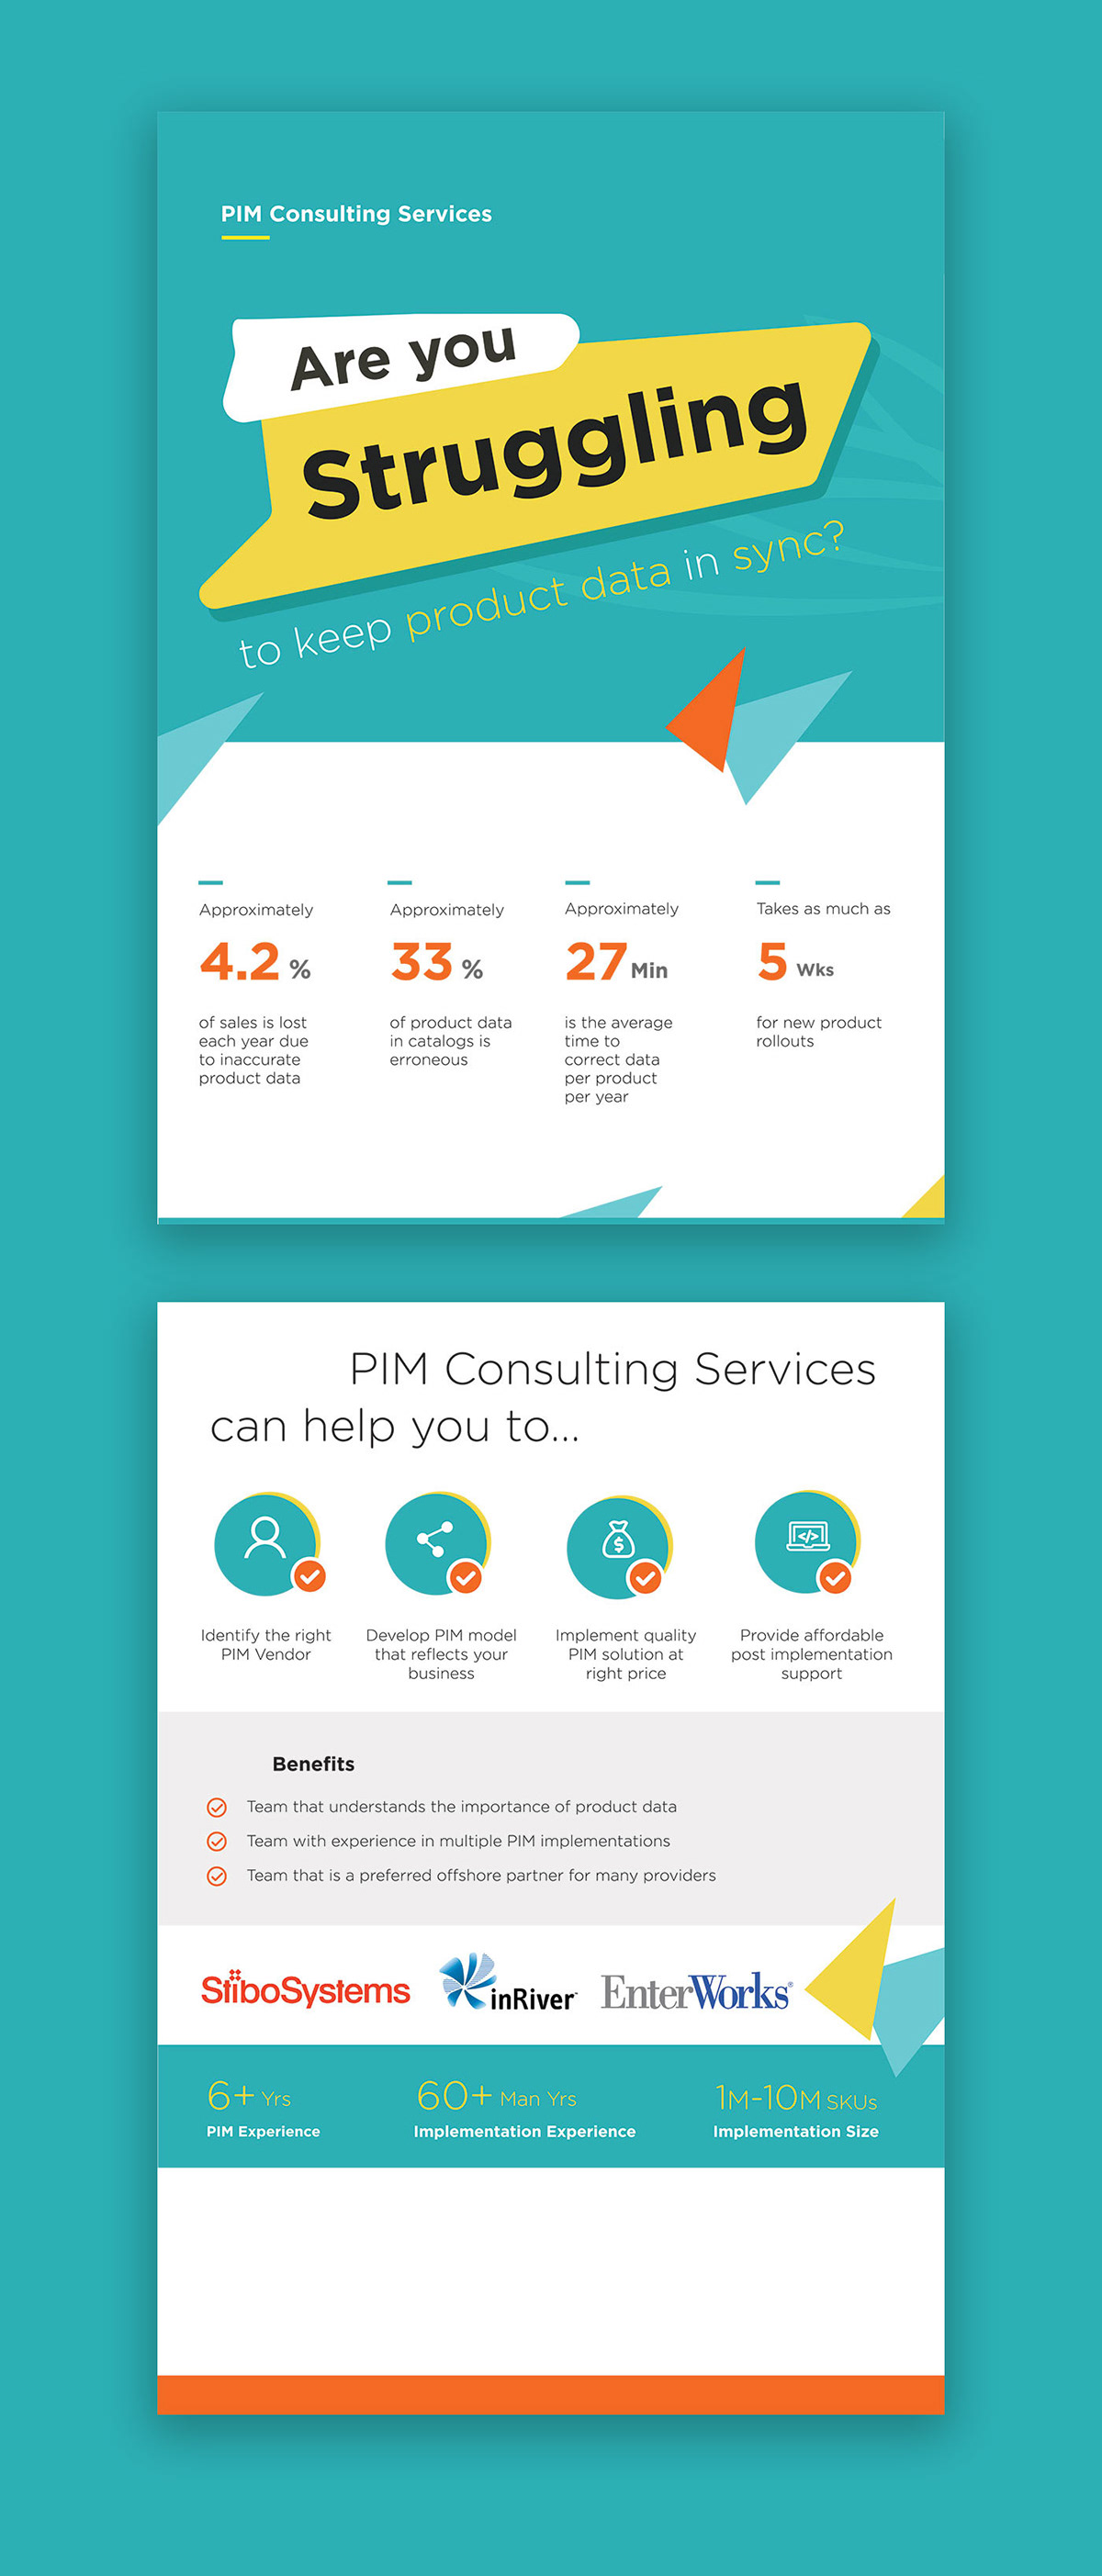 PIM Consulting Services
Are you
Struggling
to keep product data in sync?
Approximately
4.2 %
of sales is lost
each year due
to inaccurate
product data
Approximately
33 %
of product data
in catalogs is
erroneous
Approximately
27 Min
is the average
time to
correct data
per product
per year
Takes as much as
5 Wks
for new product
rollouts
PIM Consulting Services
can help you to...
Identify the right
PIM Vendor
Develop PIM model
that reflects your
business
Implement quality
PIM solution at
right price
Provide affordable
post implementation
support
Benefits
Team that understands the importance of product data
Team with experience in multiple PIM implementations
Team that is a preferred offshore partner for many providers
StiboSystems
inRiver
EnterWorks®
6+ Yrs
PIM Experience
60+ Man Yrs
Implementation Experience
1M-10M SKUs
Implementation Size